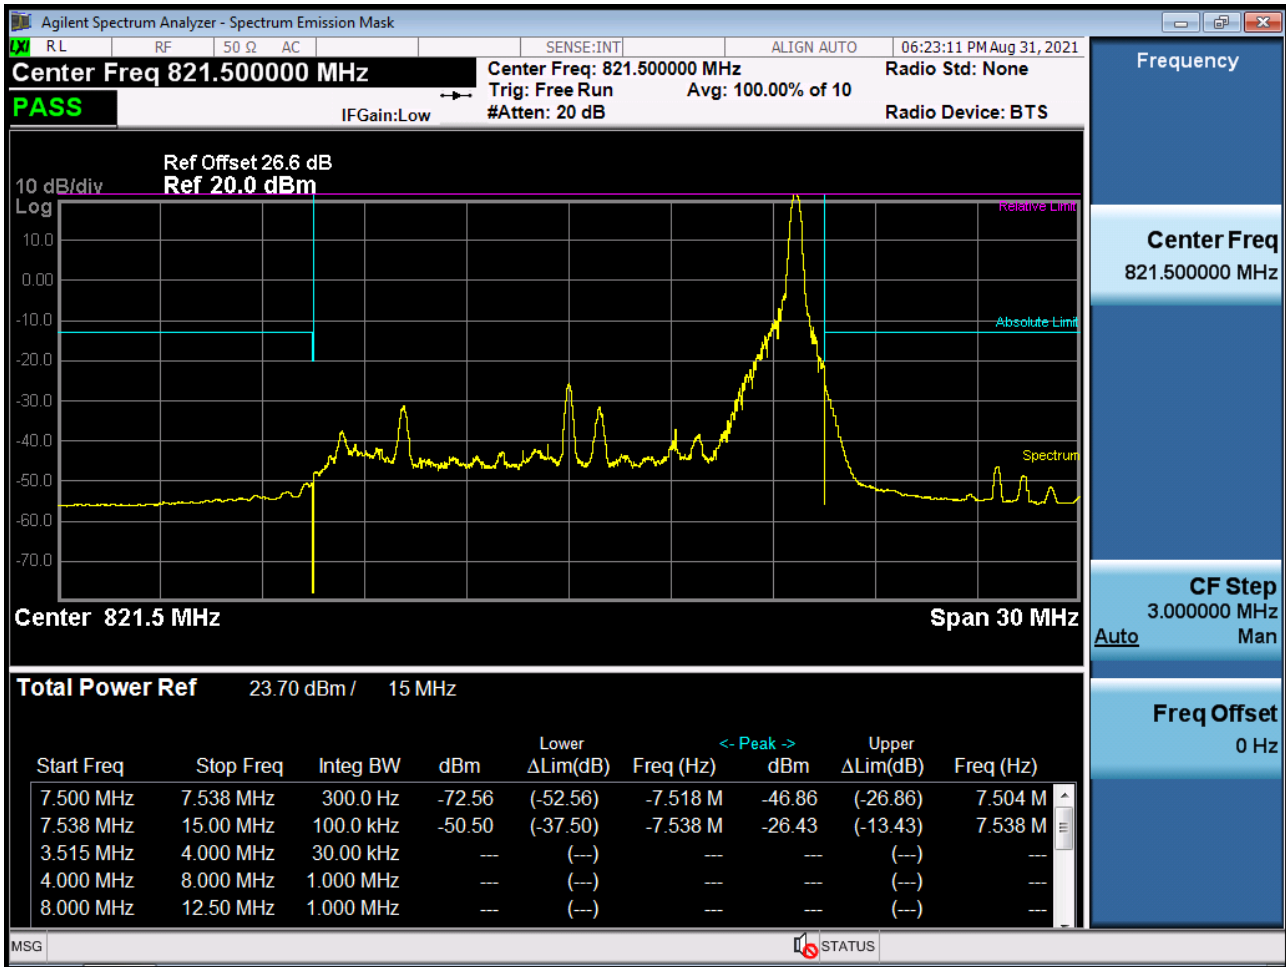 Agilent Spectrum Analyzer - Spectrum Emission Mask
LXI RL RF 50 Ω AC SENSE:INT ALIGN AUTO 06:23:11 PM Aug 31, 2021
Center Freq 821.500000 MHz Center Freq: 821.500000 MHz Radio Std: None
Trig: Free Run Avg: 100.00% of 10
PASS IFGain:Low #Atten: 20 dB Radio Device: BTS
Ref Offset 26.6 dB
10 dB/div Ref 20.0 dBm
Log
Relative Limit
10.0
0.00
-10.0
Absolute Limit
-20.0
-30.0
-40.0
Spectrum
-50.0
-60.0
-70.0
Center 821.5 MHz Span 30 MHz
Total Power Ref 23.70 dBm / 15 MHz
Lower <- Peak -> Upper
Start Freq Stop Freq Integ BW dBm ΔLim(dB) Freq (Hz) dBm ΔLim(dB) Freq (Hz)
7.500 MHz 7.538 MHz 300.0 Hz -72.56 (-52.56) -7.518 M -46.86 (-26.86) 7.504 M
7.538 MHz 15.00 MHz 100.0 kHz -50.50 (-37.50) -7.538 M -26.43 (-13.43) 7.538 M
3.515 MHz 4.000 MHz 30.00 kHz --- (---) --- --- (---) ---
4.000 MHz 8.000 MHz 1.000 MHz --- (---) --- --- (---) ---
8.000 MHz 12.50 MHz 1.000 MHz --- (---) --- --- (---) ---
MSG STATUS
Frequency
Center Freq
821.500000 MHz
CF Step
3.000000 MHz
Auto Man
Freq Offset
0 Hz